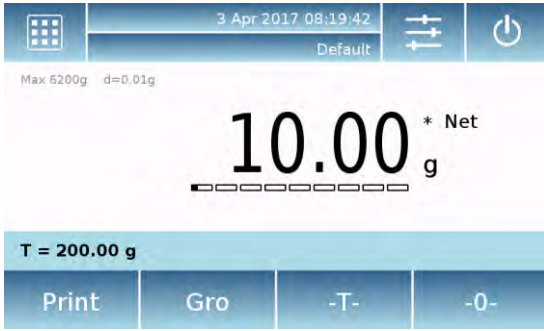 3 Apr 2017 08:19:42
Default
Max 6200g d=0.01g
10.00 * Net
g
T = 200.00 g
Print Gro -T- -0-